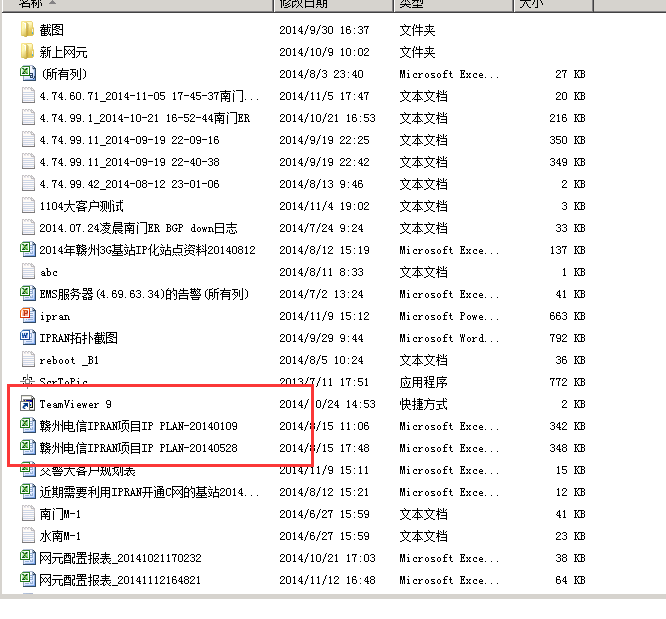 名称 修改日期 类型 大小
截图 2014/9/30 16:37 文件夹
新上网元 2014/10/9 10:02 文件夹
(所有列) 2014/8/3 23:40 Microsoft Exce... 27 KB
4.74.60.71_2014-11-05 17-45-37南门... 2014/11/5 17:47 文本文档 20 KB
4.74.99.1_2014-10-21 16-52-44南门ER 2014/10/21 16:53 文本文档 216 KB
4.74.99.11_2014-09-19 22-09-16 2014/9/19 22:25 文本文档 350 KB
4.74.99.11_2014-09-19 22-40-38 2014/9/19 22:42 文本文档 349 KB
4.74.99.42_2014-08-12 23-01-06 2014/8/13 9:46 文本文档 2 KB
1104大客户测试 2014/11/4 19:02 文本文档 3 KB
2014.07.24凌晨南门ER BGP down日志 2014/7/24 9:24 文本文档 33 KB
2014年赣州3G基站IP化站点资料20140812 2014/8/12 15:19 Microsoft Exce... 137 KB
abc 2014/8/11 8:33 文本文档 1 KB
EMS服务器(4.69.63.34)的告警(所有列) 2014/7/2 13:24 Microsoft Exce... 41 KB
ipran 2014/11/9 15:12 Microsoft Powe... 663 KB
IPRAN拓扑截图 2014/9/29 9:44 Microsoft Word... 792 KB
reboot _B1 2014/8/5 10:24 文本文档 36 KB
ScrToPic 2013/7/11 17:51 应用程序 772 KB
TeamViewer 9 2014/10/24 14:53 快捷方式 2 KB
赣州电信IPRAN项目IP PLAN-20140109 2014/8/15 11:06 Microsoft Exce... 342 KB
赣州电信IPRAN项目IP PLAN-20140528 2014/8/15 17:48 Microsoft Exce... 348 KB
交警大客户规划表 2014/11/9 15:11 Microsoft Exce... 15 KB
近期需要利用IPRAN开通C网的基站2014... 2014/8/12 15:21 Microsoft Exce... 12 KB
南门M-1 2014/6/27 15:59 文本文档 41 KB
水南M-1 2014/6/27 15:59 文本文档 23 KB
网元配置报表_20141021170232 2014/10/21 17:03 Microsoft Exce... 38 KB
网元配置报表_20141112164821 2014/11/12 16:48 Microsoft Exce... 64 KB